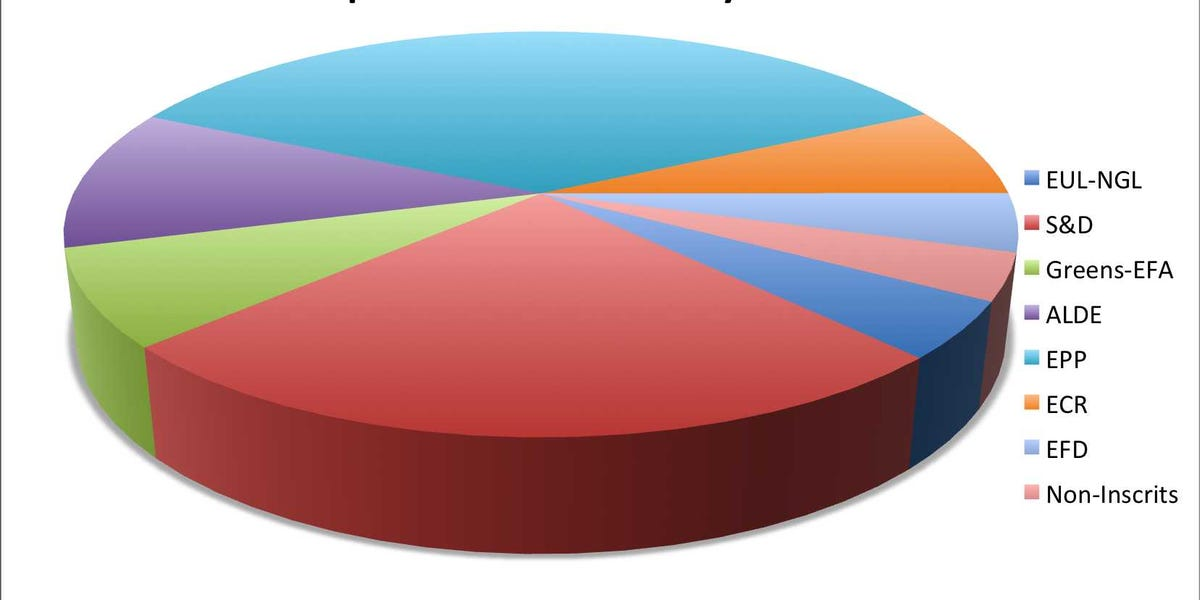 EUL-NGL
S&D
Greens-EFA
ALDE
EPP
ECR
EFD
Non-Inscrits